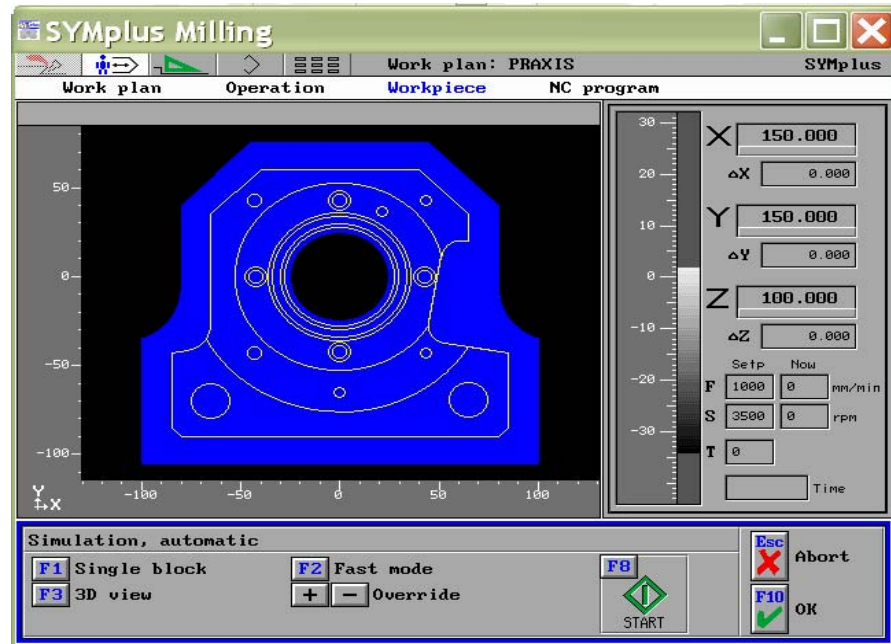 SYMplus Milling
Work plan: PRAXIS SYMplus
Work plan Operation Workpiece NC program
50
0
-50
-100
-100 -50 0 50 100
Y
X
30
20
10
0
-10
-20
-30
X 150.000
ΔX 0.000
Y 150.000
ΔY 0.000
Z 100.000
ΔZ 0.000
Setp Now
F 1000 0 mm/min
S 3500 0 rpm
T 0
Time
Simulation, automatic
F1 Single block F2 Fast mode
F3 3D view + - Override
F8
START
Esc Abort
F10 OK